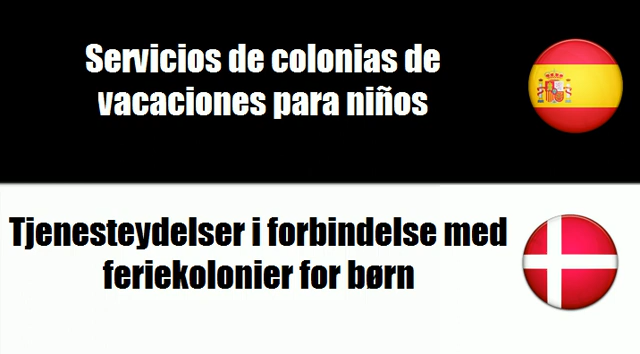 Servicios de colonias de
vacaciones para niños
Tjenesteydelser i forbindelse med
feriekolonier for børn